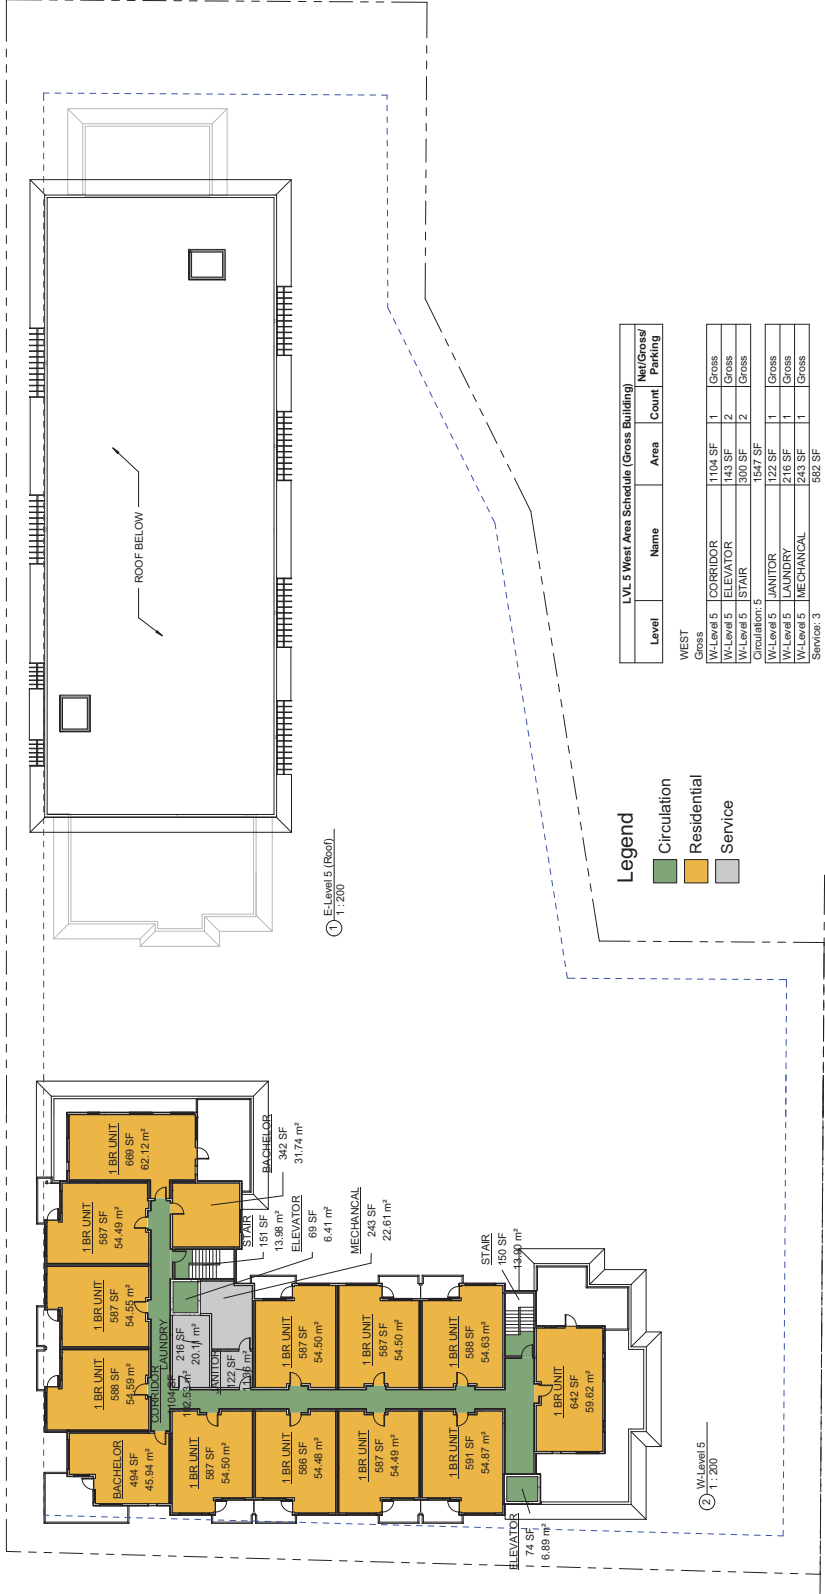 1 BR UNIT
669 SF
62.12 m²
1 BR UNIT
587 SF
54.49 m²
1 BR UNIT
587 SF
54.55 m²
1 BR UNIT
588 SF
54.59 m²
BACHELOR
494 SF
45.94 m²
BACHELOR
342 SF
31.74 m²
STAIR
151 SF
13.98 m²
ELEVATOR
69 SF
6.41 m²
MECHANCAL
243 SF
22.61 m²
LAUNDRY
216 SF
20.11 m²
CORRIDOR
102.53 m²
122 SF
11.36 m²
1 BR UNIT
587 SF
54.50 m²
1 BR UNIT
586 SF
54.48 m²
1 BR UNIT
587 SF
54.49 m²
1 BR UNIT
591 SF
54.87 m²
1 BR UNIT
587 SF
54.50 m²
1 BR UNIT
587 SF
54.50 m²
1 BR UNIT
588 SF
54.63 m²
STAIR
150 SF
1 BR UNIT
642 SF
59.62 m²
ELEVATOR
74 SF
6.89 m²
2 W-Level 5
1 : 200
ROOF BELOW
1 E-Level 5 (Roof)
1 : 200
Legend
Circulation
Residential
Service
LVL 5 West Area Schedule (Gross Building)
Level Name Area Count Net/Gross/ Parking
WEST
Gross
W-Level 5 CORRIDOR 1104 SF 1 Gross
W-Level 5 ELEVATOR 143 SF 2 Gross
W-Level 5 STAIR 300 SF 2 Gross
Circulation: 5 1547 SF
W-Level 5 JANITOR 122 SF 1 Gross
W-Level 5 LAUNDRY 216 SF 1 Gross
W-Level 5 MECHANCAL 243 SF 1 Gross
Service: 3 582 SF